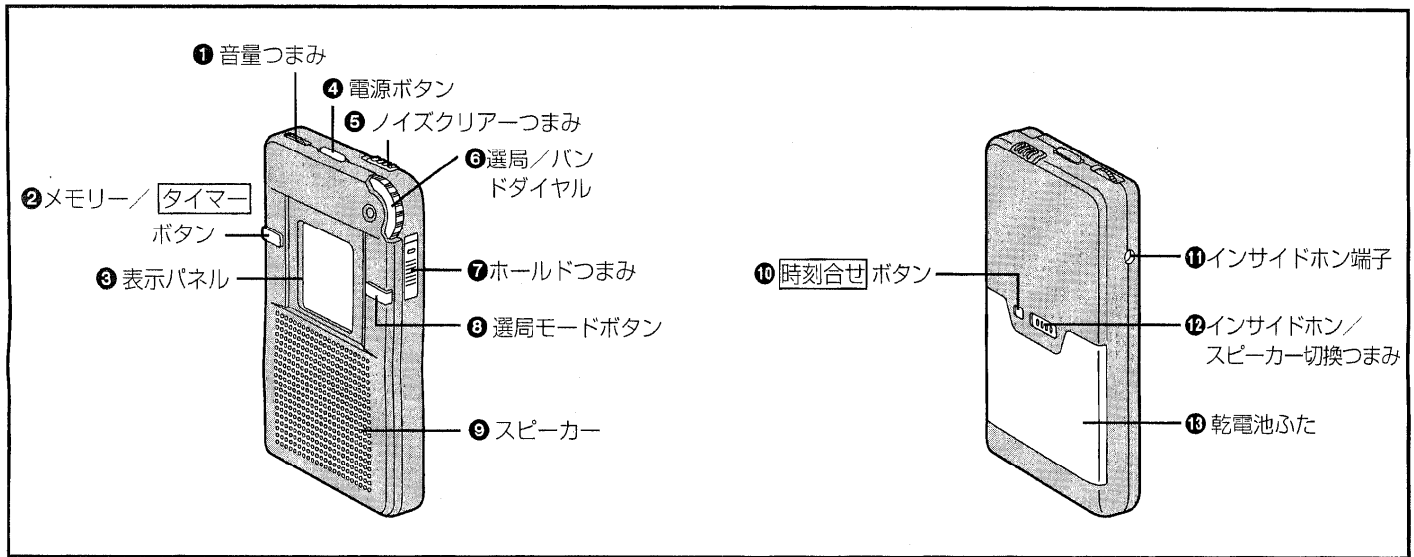 ❶ 音量つまみ
❹ 電源ボタン
❺ ノイズクリアーつまみ
❻選局／バン
ドダイヤル
❷メモリー／ タイマー
ボタン
❸ 表示パネル
❼ホールドつまみ
❽ 選局モードボタン
❾ スピーカー
❿ 時刻合せ ボタン
⓫インサイドホン端子
⓬インサイドホン／
スピーカー切換つまみ
⓭ 乾電池ふた